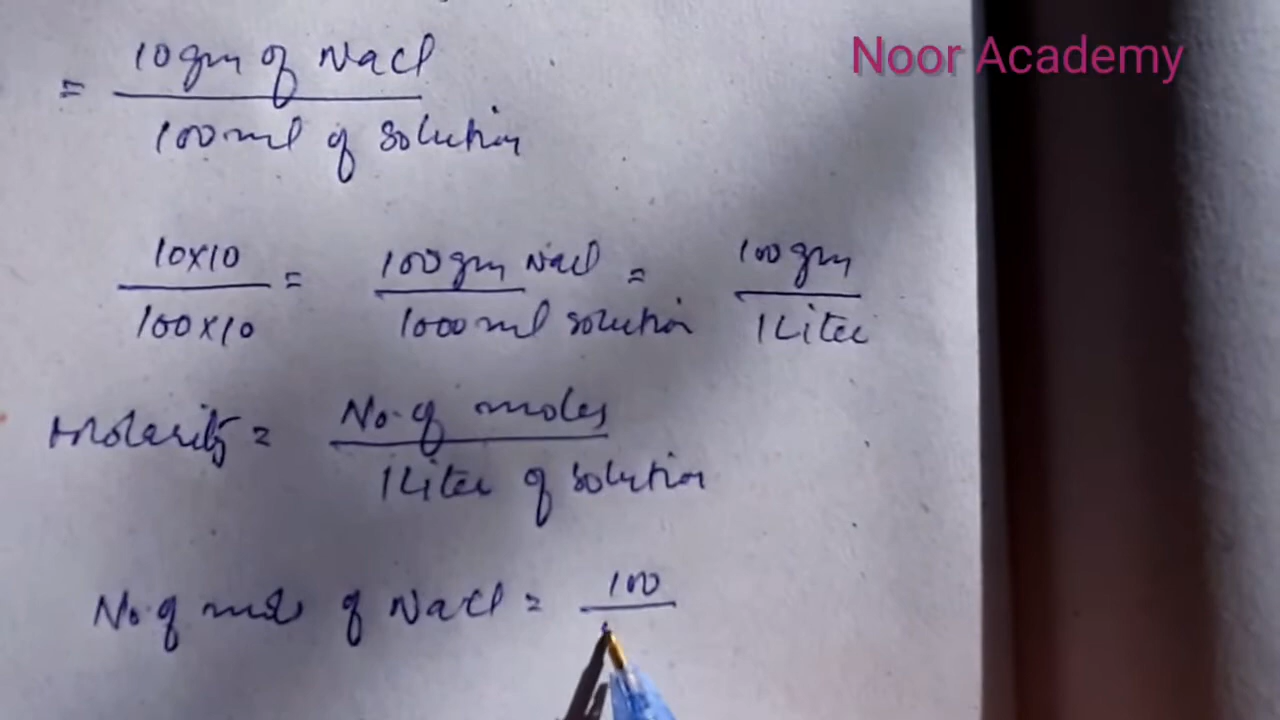 Noor Academy
= 10gm of Nacl
100ml of solution
10x10 = 100gm Nacl = 100gm
100x10 1000ml solution 1Liter
Molarity = No. of moles
1Liter of solution
No. of mole of Nacl = 100